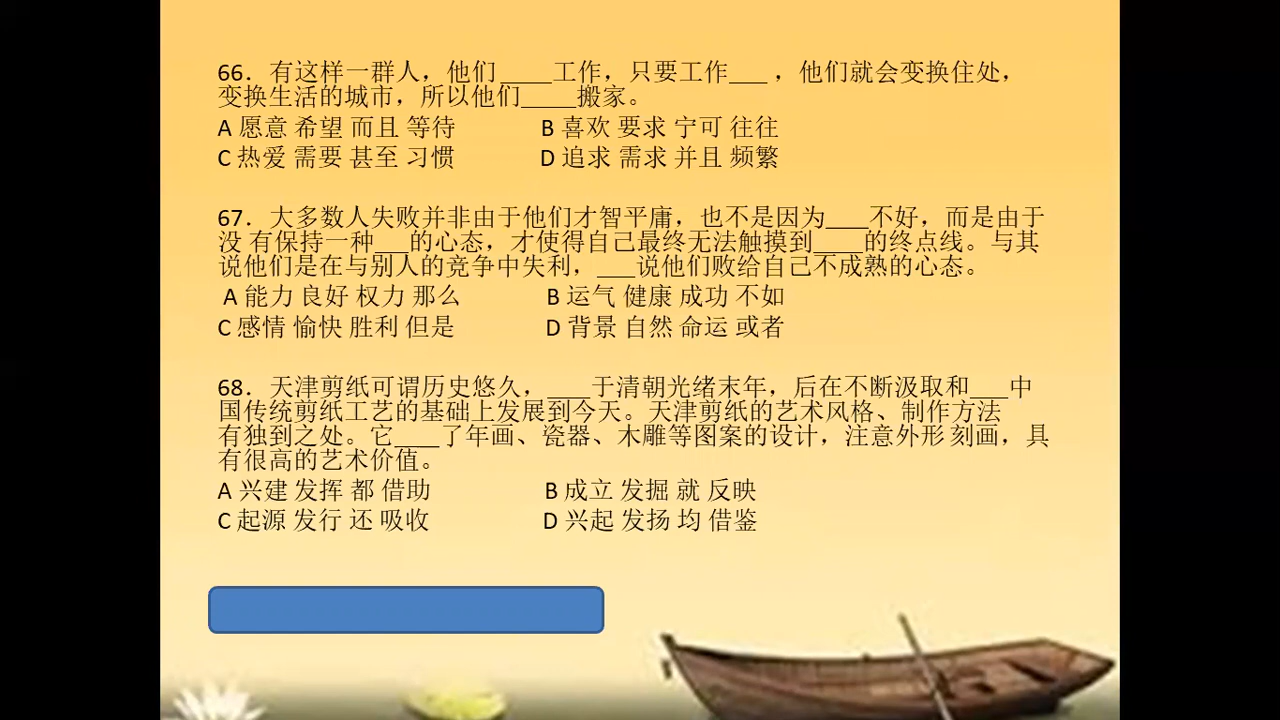 66．有这样一群人，他们____工作，只要工作___ ，他们就会变换住处，
变换生活的城市，所以他们____搬家。
A 愿意 希望 而且 等待 B 喜欢 要求 宁可 往往
C 热爱 需要 甚至 习惯 D 追求 需求 并且 频繁
67．大多数人失败并非由于他们才智平庸，也不是因为____不好，而是由于
没 有保持一种___的心态，才使得自己最终无法触摸到____的终点线。与其
说他们是在与别人的竞争中失利，___说他们败给自己不成熟的心态。
A 能力 良好 权力 那么 B 运气 健康 成功 不如
C 感情 愉快 胜利 但是 D 背景 自然 命运 或者
68．天津剪纸可谓历史悠久，____于清朝光绪末年，后在不断汲取和___中
国传统剪纸工艺的基础上发展到今天。天津剪纸的艺术风格、制作方法
有独到之处。它____了年画、瓷器、木雕等图案的设计，注意外形 刻画，具
有很高的艺术价值。
A 兴建 发挥 都 借助 B 成立 发掘 就 反映
C 起源 发行 还 吸收 D 兴起 发扬 均 借鉴